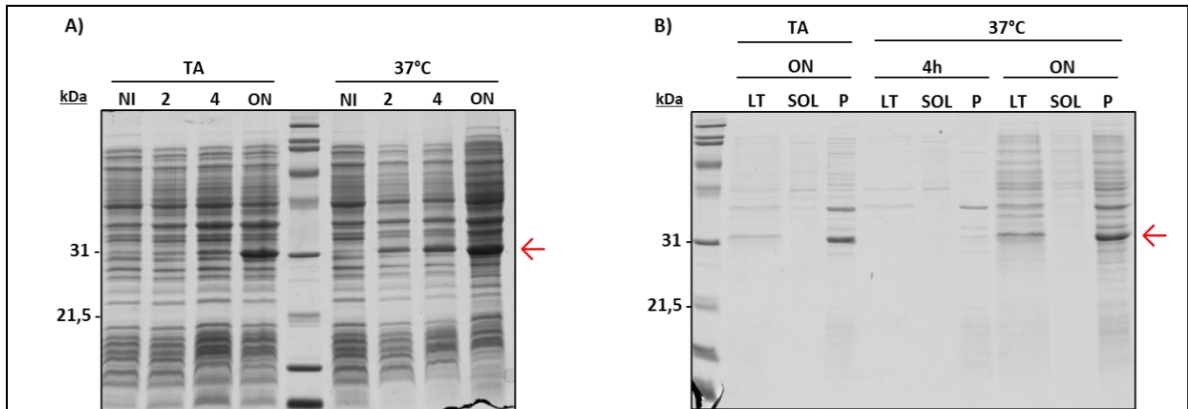 A)
TA 37°C
kDa NI 2 4 ON NI 2 4 ON
31 -
21,5 -
B)
TA 37°C
ON 4h ON
kDa LT SOL P LT SOL P LT SOL P
31 -
21,5 -